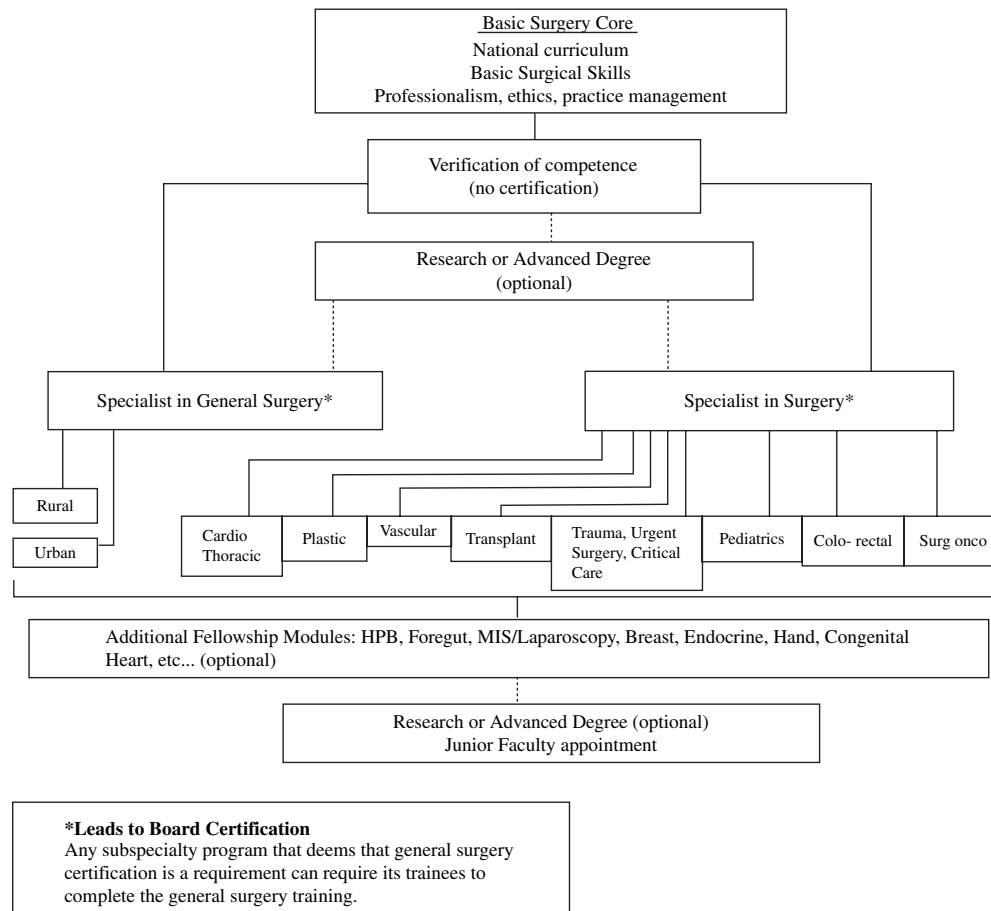 Basic Surgery Core
National curriculum
Basic Surgical Skills
Professionalism, ethics, practice management
Verification of competence
(no certification)
Research or Advanced Degree
(optional)
Specialist in General Surgery*
Specialist in Surgery*
Rural
Urban
Cardio
Thoracic
Plastic
Vascular
Transplant
Trauma, Urgent
Surgery, Critical
Care
Pediatrics
Colo- rectal
Surg onco
Additional Fellowship Modules: HPB, Foregut, MIS/Laparoscopy, Breast, Endocrine, Hand, Congenital
Heart, etc... (optional)
Research or Advanced Degree (optional)
Junior Faculty appointment
*Leads to Board Certification
Any subspecialty program that deems that general surgery
certification is a requirement can require its trainees to
complete the general surgery training.